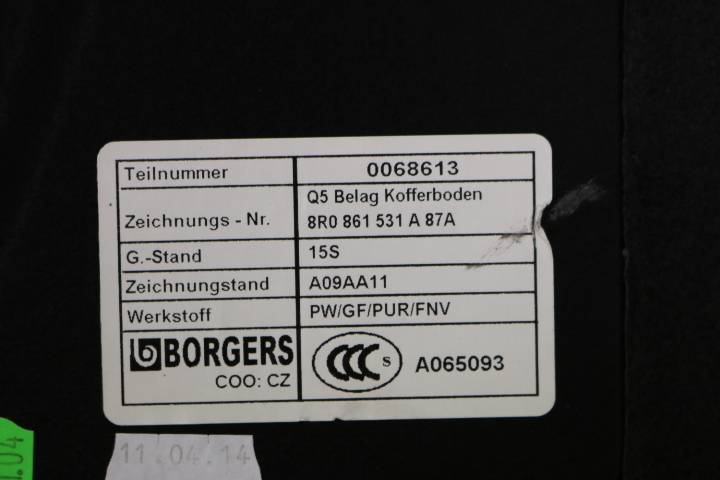 Teilnummer 0068613
Q5 Belag Kofferboden
Zeichnungs - Nr. 8R0 861 531 A 87A
G.-Stand 15S
Zeichnungstand A09AA11
Werkstoff PW/GF/PUR/FNV
BORGERS
COO: CZ
CCC S A065093
11.04.14
.04